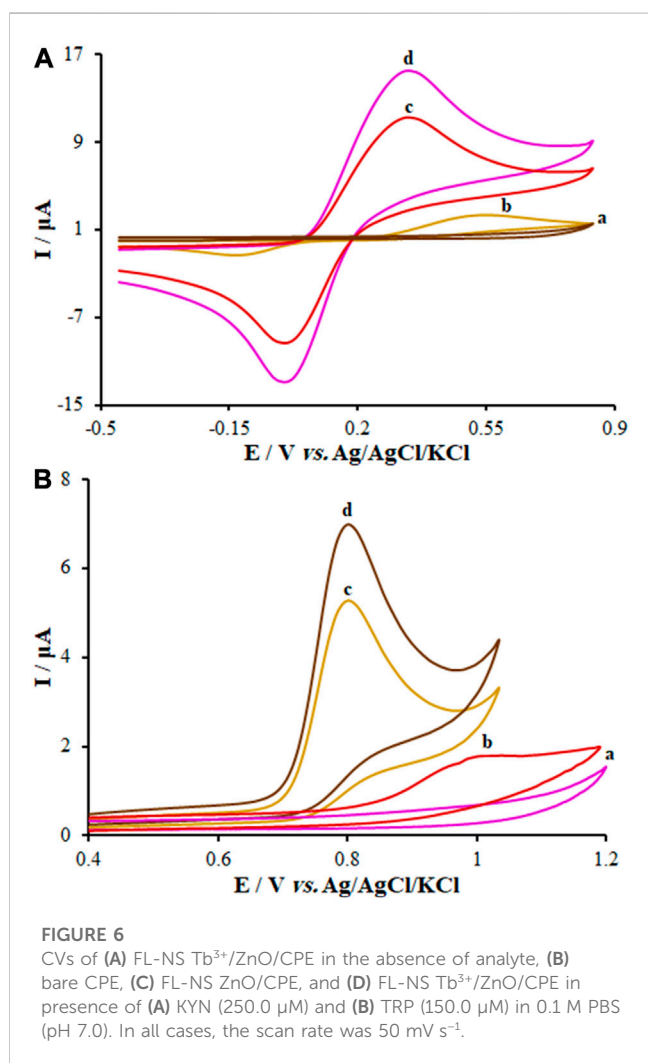 A
17
9
1
-7
-15
I / µA
d
c
b
a
-0.5
-0.15
0.2
0.55
0.9
E / V vs. Ag/AgCl/KCl
B
8
6
4
2
0
I / µA
d
c
b
a
0.4
0.6
0.8
1
1.2
E / V vs. Ag/AgCl/KCl
FIGURE 6
CVs of (A) FL-NS Tb³⁺/ZnO/CPE in the absence of analyte, (B)
bare CPE, (C) FL-NS ZnO/CPE, and (D) FL-NS Tb³⁺/ZnO/CPE in
presence of (A) KYN (250.0 µM) and (B) TRP (150.0 µM) in 0.1 M PBS
(pH 7.0). In all cases, the scan rate was 50 mV s⁻¹.